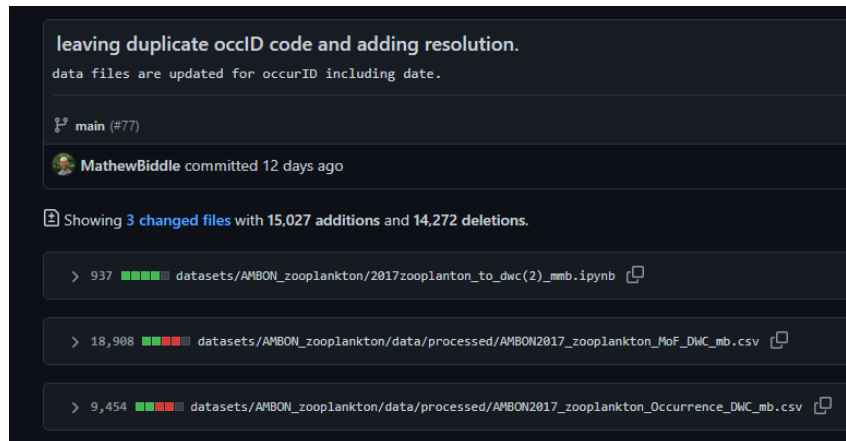 leaving duplicate occID code and adding resolution.
data files are updated for occurID including date.
main (#77)
MathewBiddle committed 12 days ago
Showing 3 changed files with 15,027 additions and 14,272 deletions.
937 datasets/AMBON_zooplankton/2017zooplanton_to_dwc(2)_mmb.ipynb
18,908 datasets/AMBON_zooplankton/data/processed/AMBON2017_zooplankton_MoF_DWC_mb.csv
9,454 datasets/AMBON_zooplankton/data/processed/AMBON2017_zooplankton_Occurrence_DWC_mb.csv